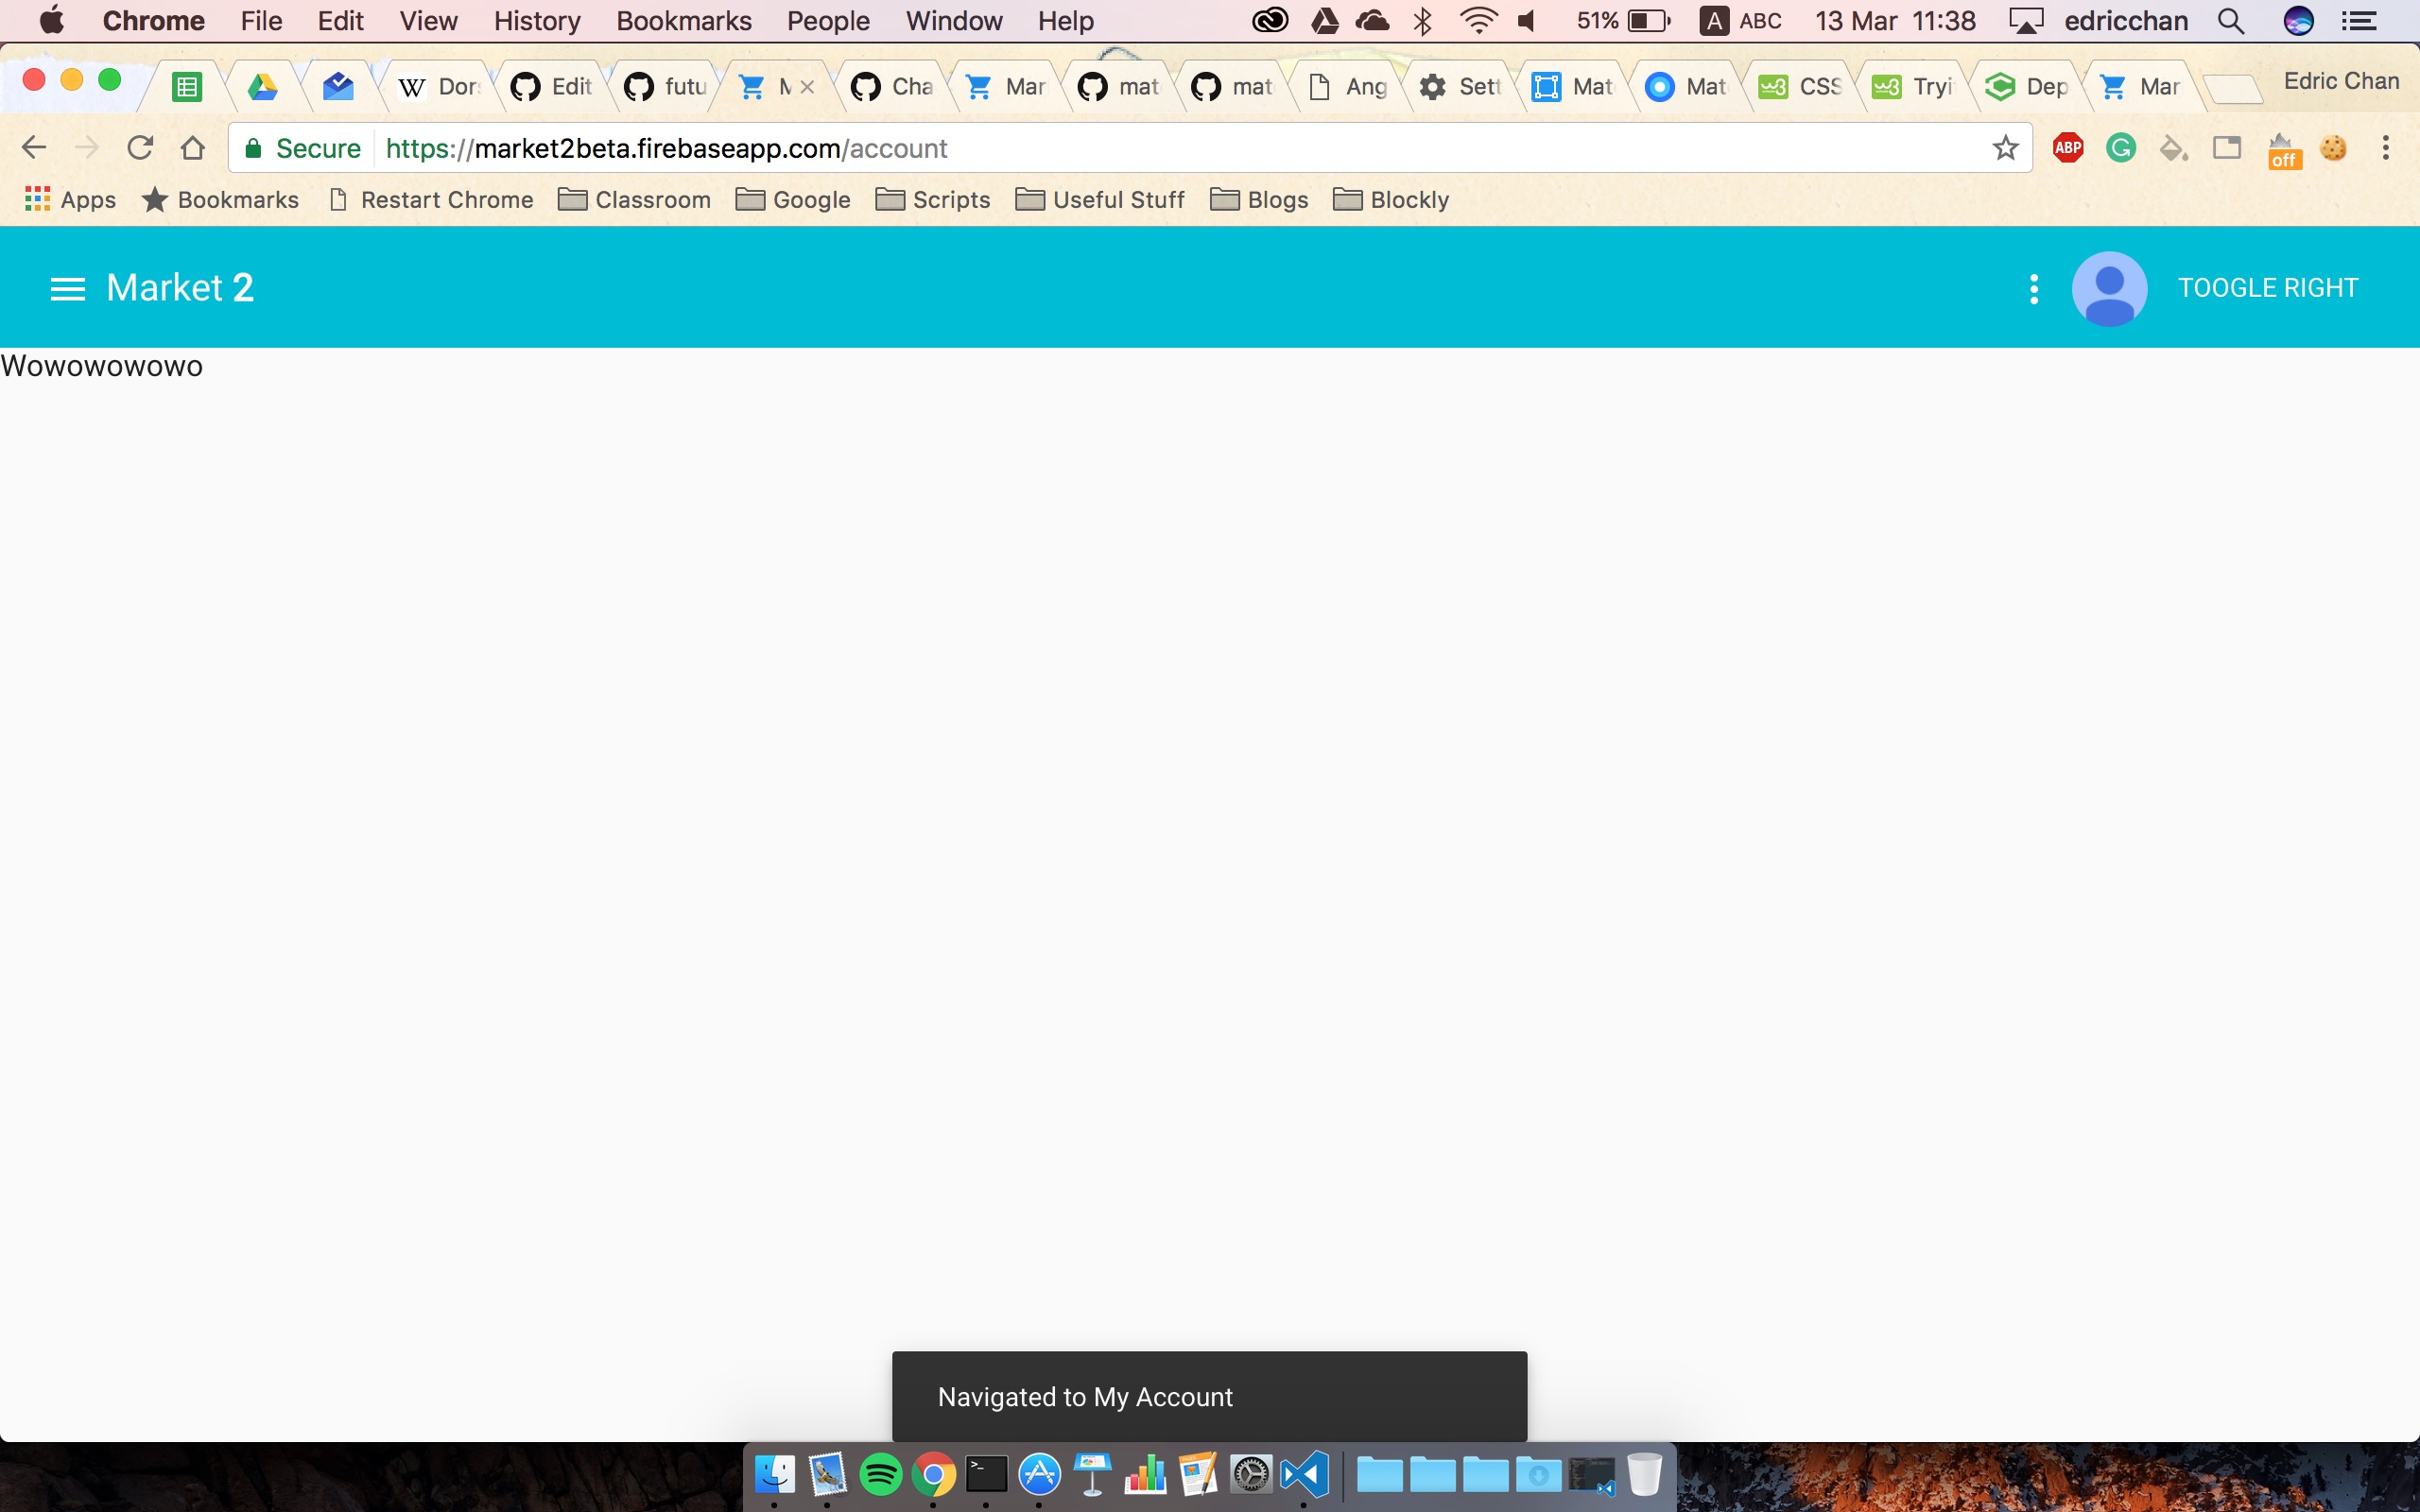 Chrome File Edit View History Bookmarks People Window Help 51% A ABC 13 Mar 11:38 edricchan
W Dor Edit futu M Cha Mar mat mat Ang Sett Mat Mat w3 CSS w3 Tryi Dep Mar Edric Chan
Secure https://market2beta.firebaseapp.com/account ABP G off
Apps Bookmarks Restart Chrome Classroom Google Scripts Useful Stuff Blogs Blockly
Market 2 TOOGLE RIGHT
Wowowowowo
Navigated to My Account